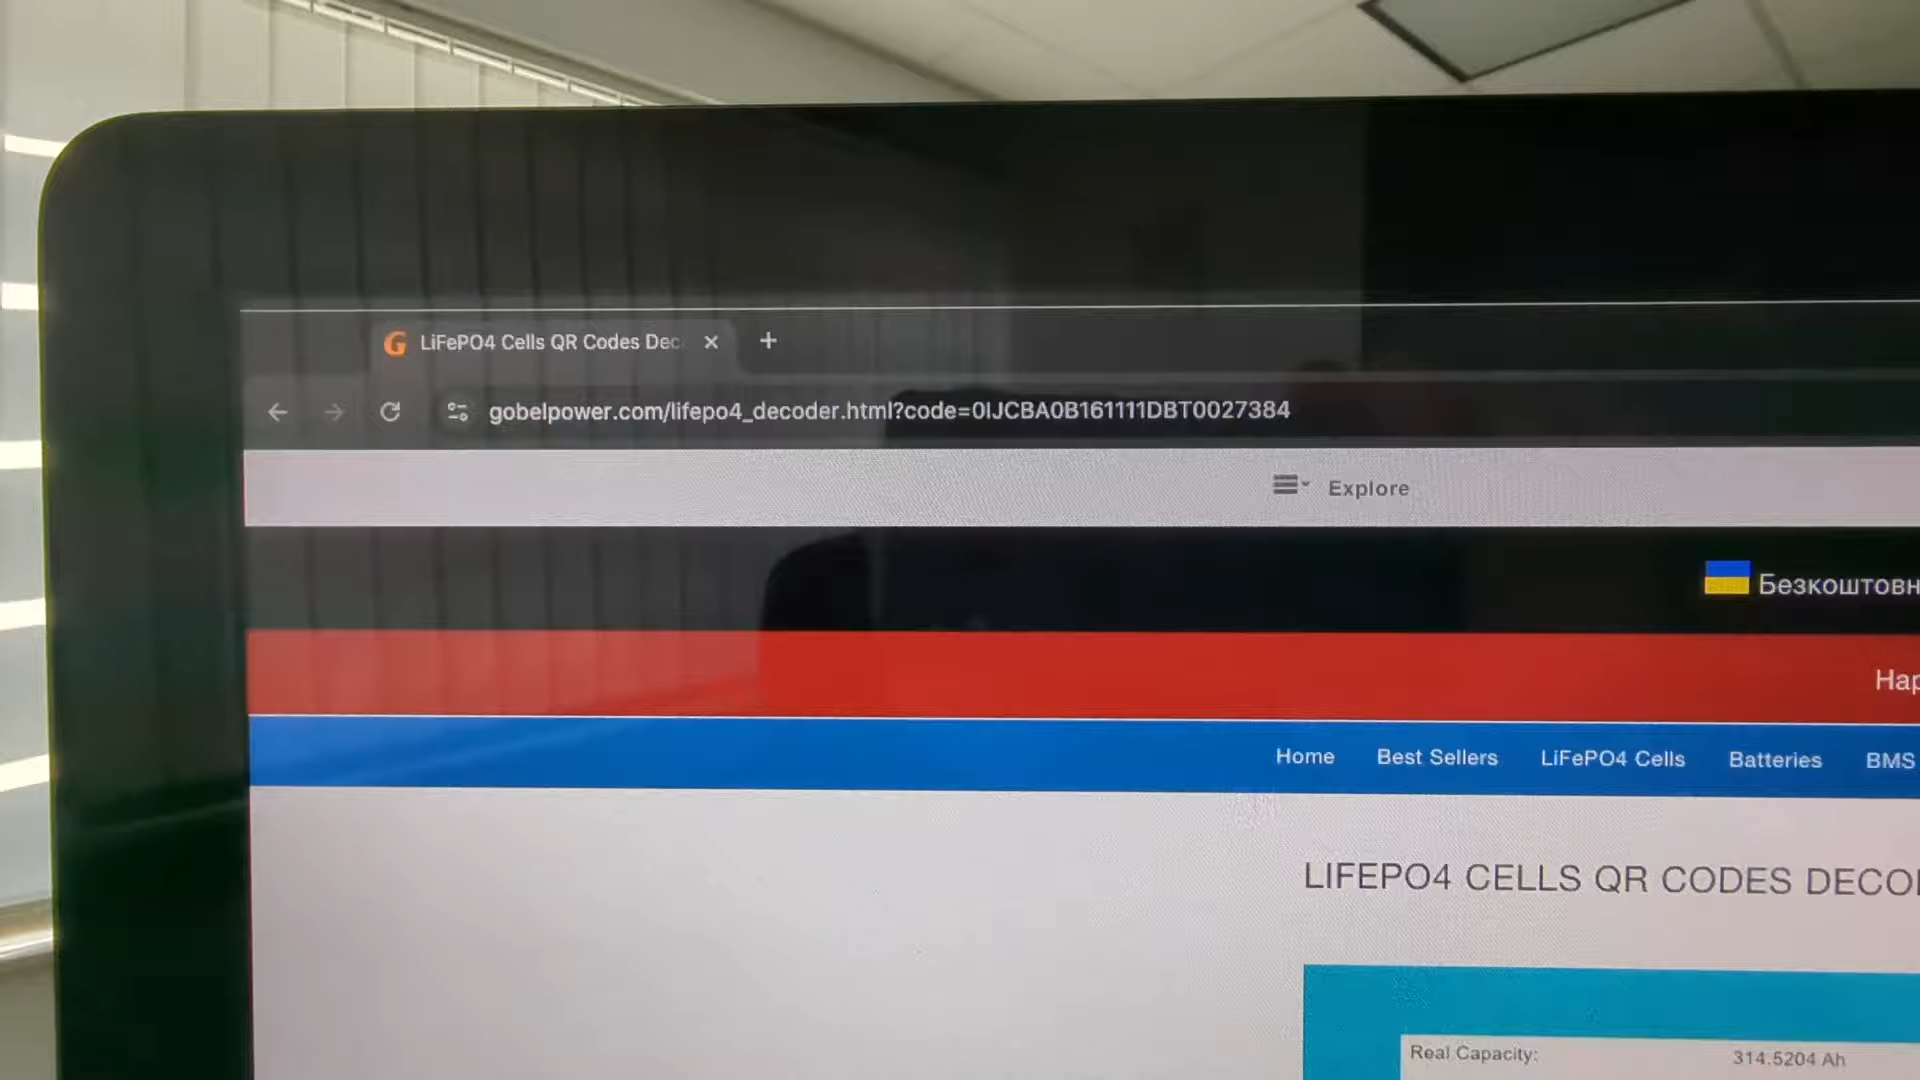 G LiFePO4 Cells QR Codes Dec
gobelpower.com/lifepo4_decoder.html?code=0IJCBA0B161111DBT0027384
Explore
Безкоштовн
Нар
Home Best Sellers LiFePO4 Cells Batteries BMS
LIFEPO4 CELLS QR CODES DECO
Real Capacity: 314.5204 Ah